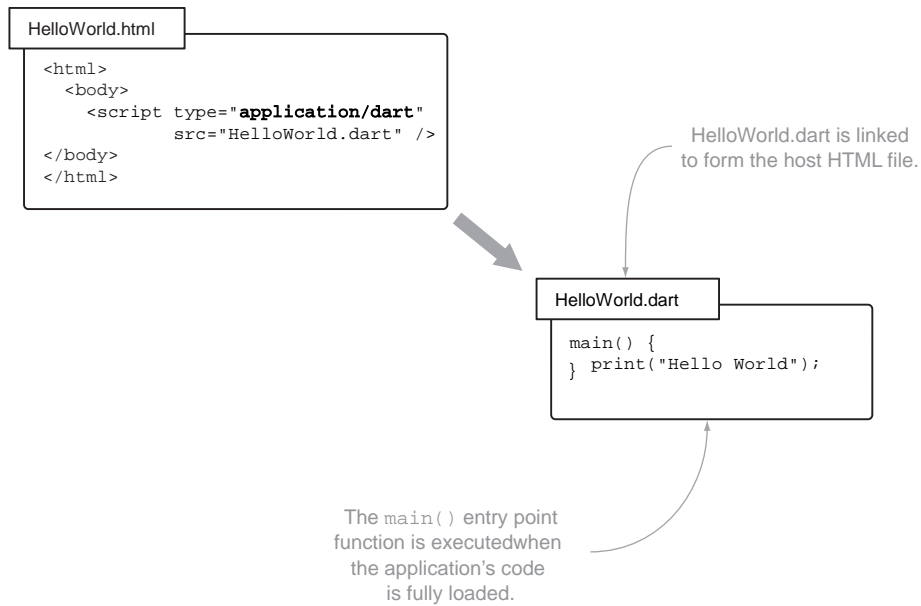 HelloWorld.html
<html>
  <body>
    <script type="application/dart"
            src="HelloWorld.dart" />
</body>
</html>
HelloWorld.dart is linked
to form the host HTML file.
HelloWorld.dart
main() {
  print("Hello World");
}
The main() entry point
function is executedwhen
the application's code
is fully loaded.